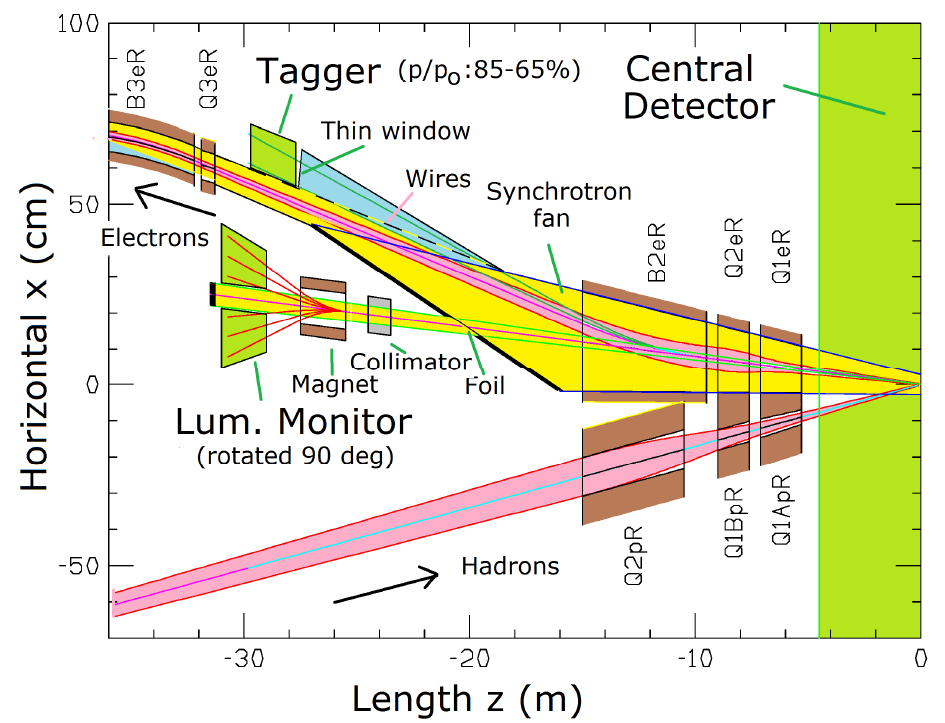 100
50
0
-50
-30
-20
-10
0
Horizontal x (cm)
Length z (m)
B3eR
Q3eR
Tagger (p/po:85-65%)
Thin window
Wires
Synchrotron
fan
Central
Detector
B2eR
Q2eR
Q1eR
Electrons
Collimator
Magnet
Foil
Lum. Monitor
(rotated 90 deg)
Hadrons
Q2pR
Q1BpR
Q1ApR